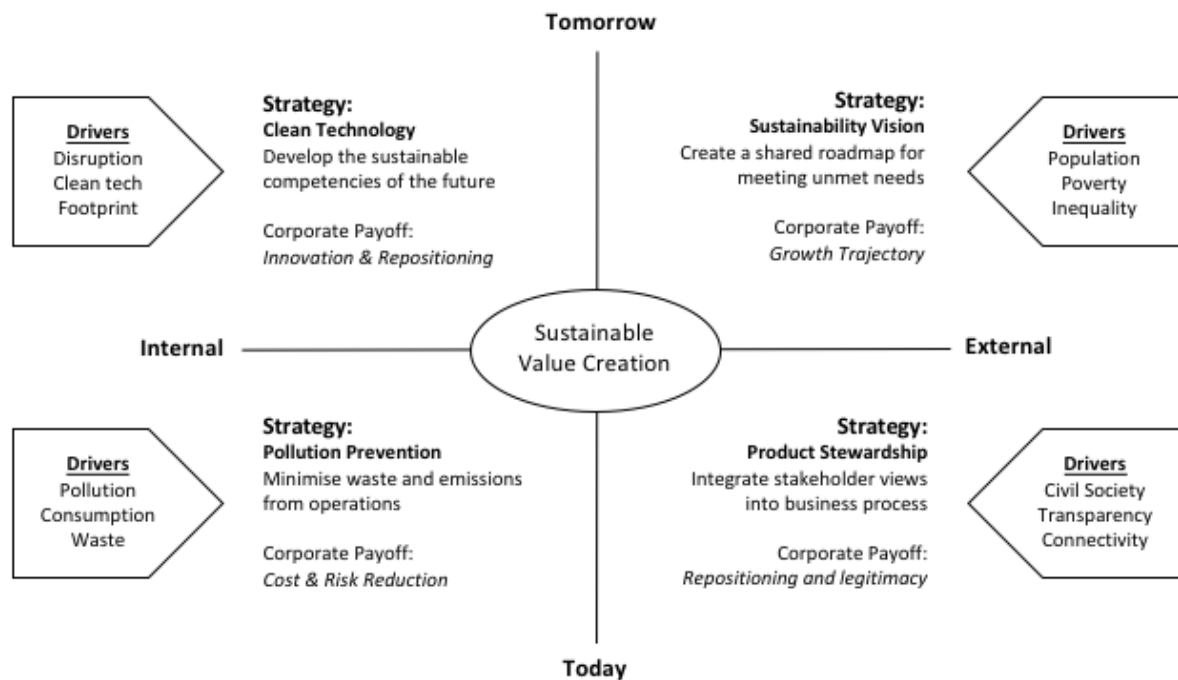 Tomorrow
Drivers
Disruption
Clean tech
Footprint
Strategy:
Clean Technology
Develop the sustainable
competencies of the future
Corporate Payoff:
Innovation & Repositioning
Strategy:
Sustainability Vision
Create a shared roadmap for
meeting unmet needs
Corporate Payoff:
Growth Trajectory
Drivers
Population
Poverty
Inequality
Internal
Sustainable
Value Creation
External
Drivers
Pollution
Consumption
Waste
Strategy:
Pollution Prevention
Minimise waste and emissions
from operations
Corporate Payoff:
Cost & Risk Reduction
Strategy:
Product Stewardship
Integrate stakeholder views
into business process
Corporate Payoff:
Repositioning and legitimacy
Drivers
Civil Society
Transparency
Connectivity
Today